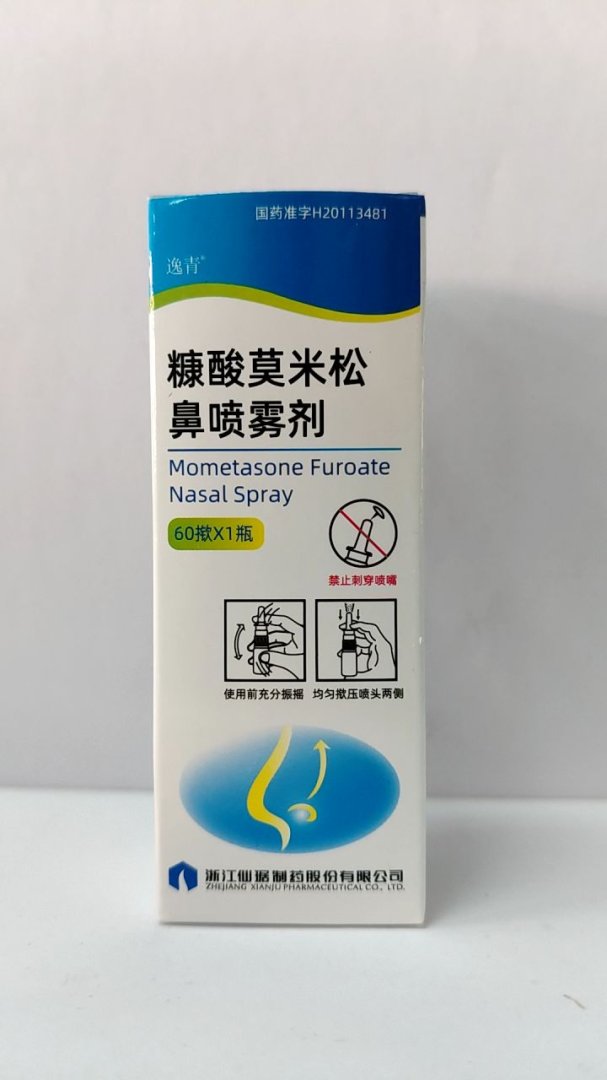 国药准字H20113481
逸青®
糠酸莫米松
鼻喷雾剂
Mometasone Furoate
Nasal Spray
60揿X1瓶
禁止刺穿喷嘴
使用前充分振摇 均匀揿压喷头两侧
浙江仙琚制药股份有限公司
ZHEJIANG XIANJU PHARMACEUTICAL CO., LTD.